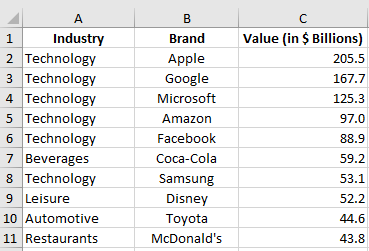 A B C
1 Industry Brand Value (in $ Billions)
2 Technology Apple 205.5
3 Technology Google 167.7
4 Technology Microsoft 125.3
5 Technology Amazon 97.0
6 Technology Facebook 88.9
7 Beverages Coca-Cola 59.2
8 Technology Samsung 53.1
9 Leisure Disney 52.2
10 Automotive Toyota 44.6
11 Restaurants McDonald's 43.8